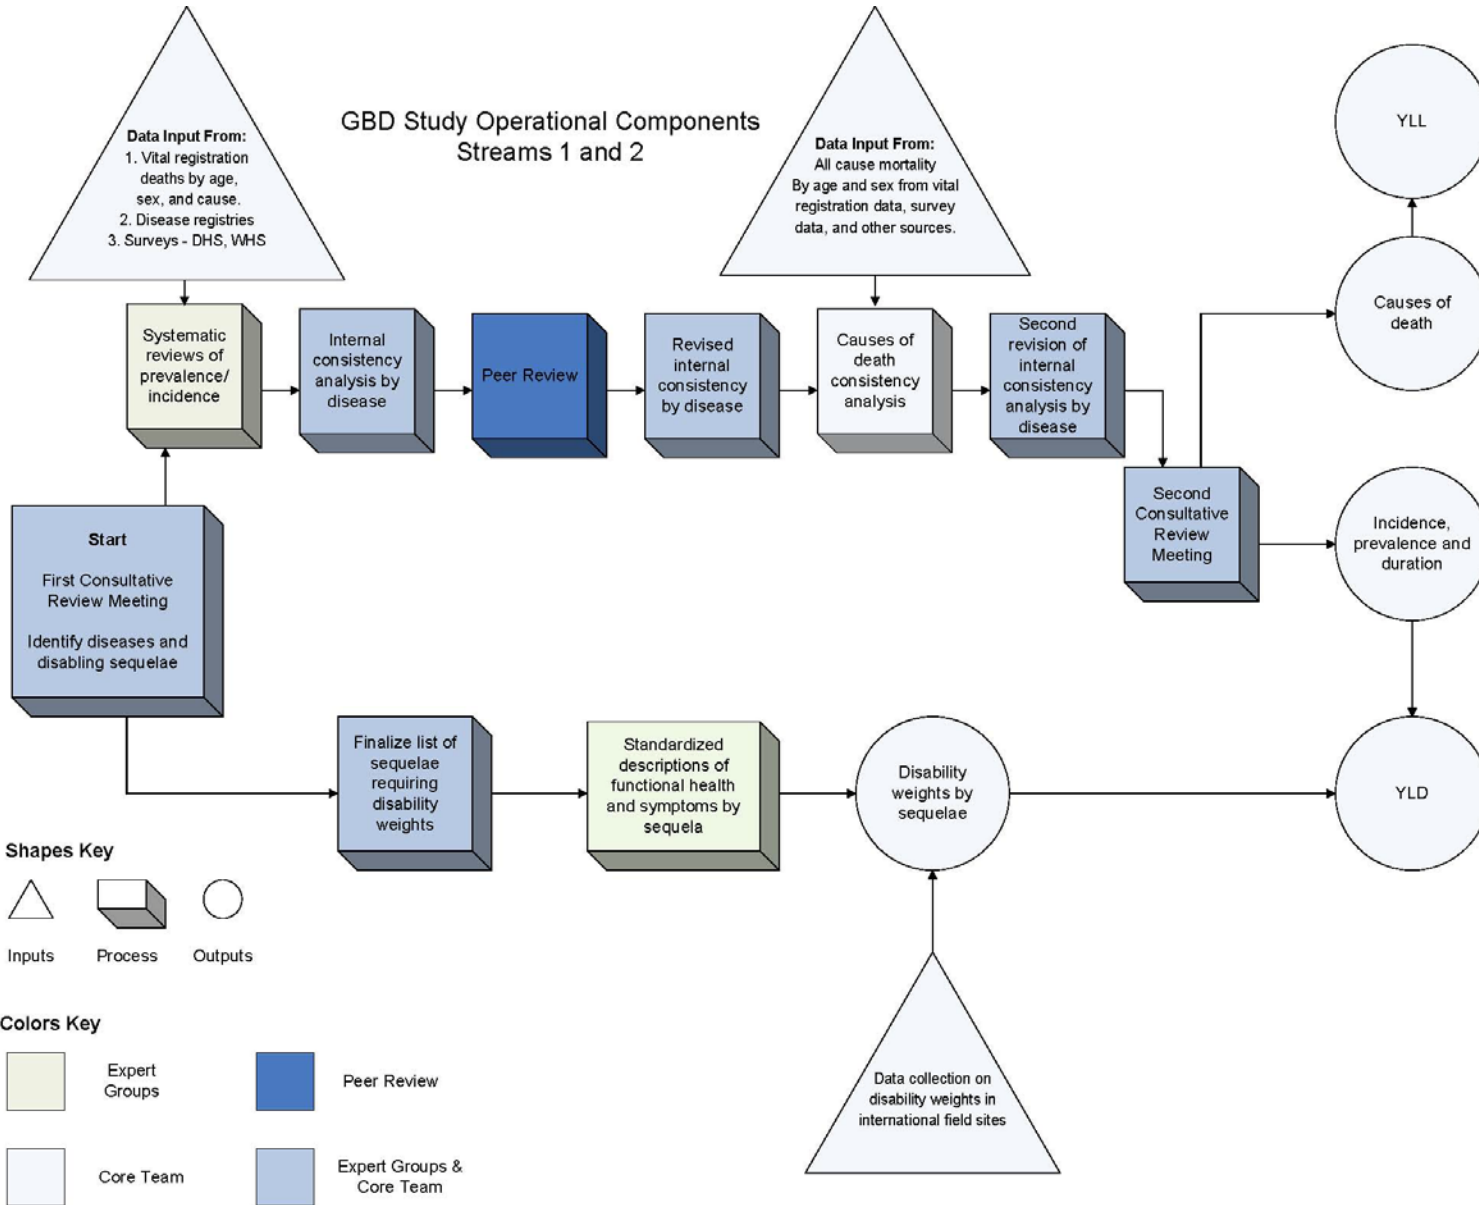 GBD Study Operational Components
Streams 1 and 2
Data Input From:
1. Vital registration
deaths by age,
sex, and cause.
2. Disease registries
3. Surveys - DHS, WHS
Data Input From:
All cause mortality
By age and sex from vital
registration data, survey
data, and other sources.
YLL
Causes of
death
Systematic
reviews of
prevalence/
incidence
Internal
consistency
analysis by
disease
Peer Review
Revised
internal
consistency
by disease
Causes of
death
consistency
analysis
Second
revision of
internal
consistency
analysis by
disease
Second
Consultative
Review
Meeting
Incidence,
prevalence and
duration
Start
First Consultative
Review Meeting
Identify diseases and
disabling sequelae
Finalize list of
sequelae
requiring
disability
weights
Standardized
descriptions of
functional health
and symptoms by
sequela
Disability
weights by
sequelae
YLD
Data collection on
disability weights in
international field sites
Shapes Key
Inputs
Process
Outputs
Colors Key
Expert
Groups
Peer Review
Core Team
Expert Groups &
Core Team